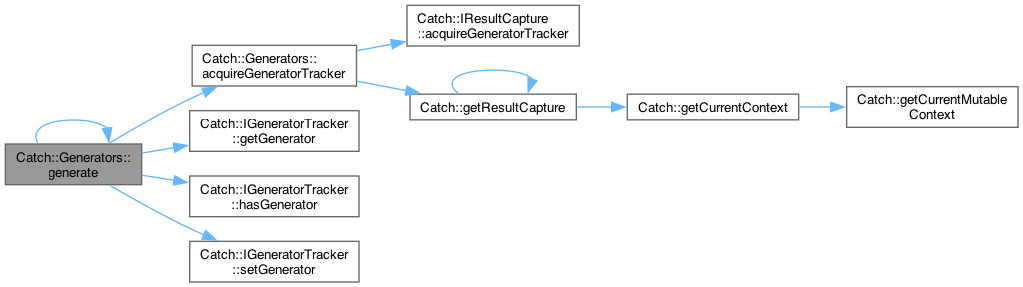 Catch::IResultCapture
::acquireGeneratorTracker
Catch::Generators::
acquireGeneratorTracker
Catch::getResultCapture
Catch::getCurrentContext
Catch::getCurrentMutable
Context
Catch::IGeneratorTracker
::getGenerator
Catch::Generators::
generate
Catch::IGeneratorTracker
::hasGenerator
Catch::IGeneratorTracker
::setGenerator